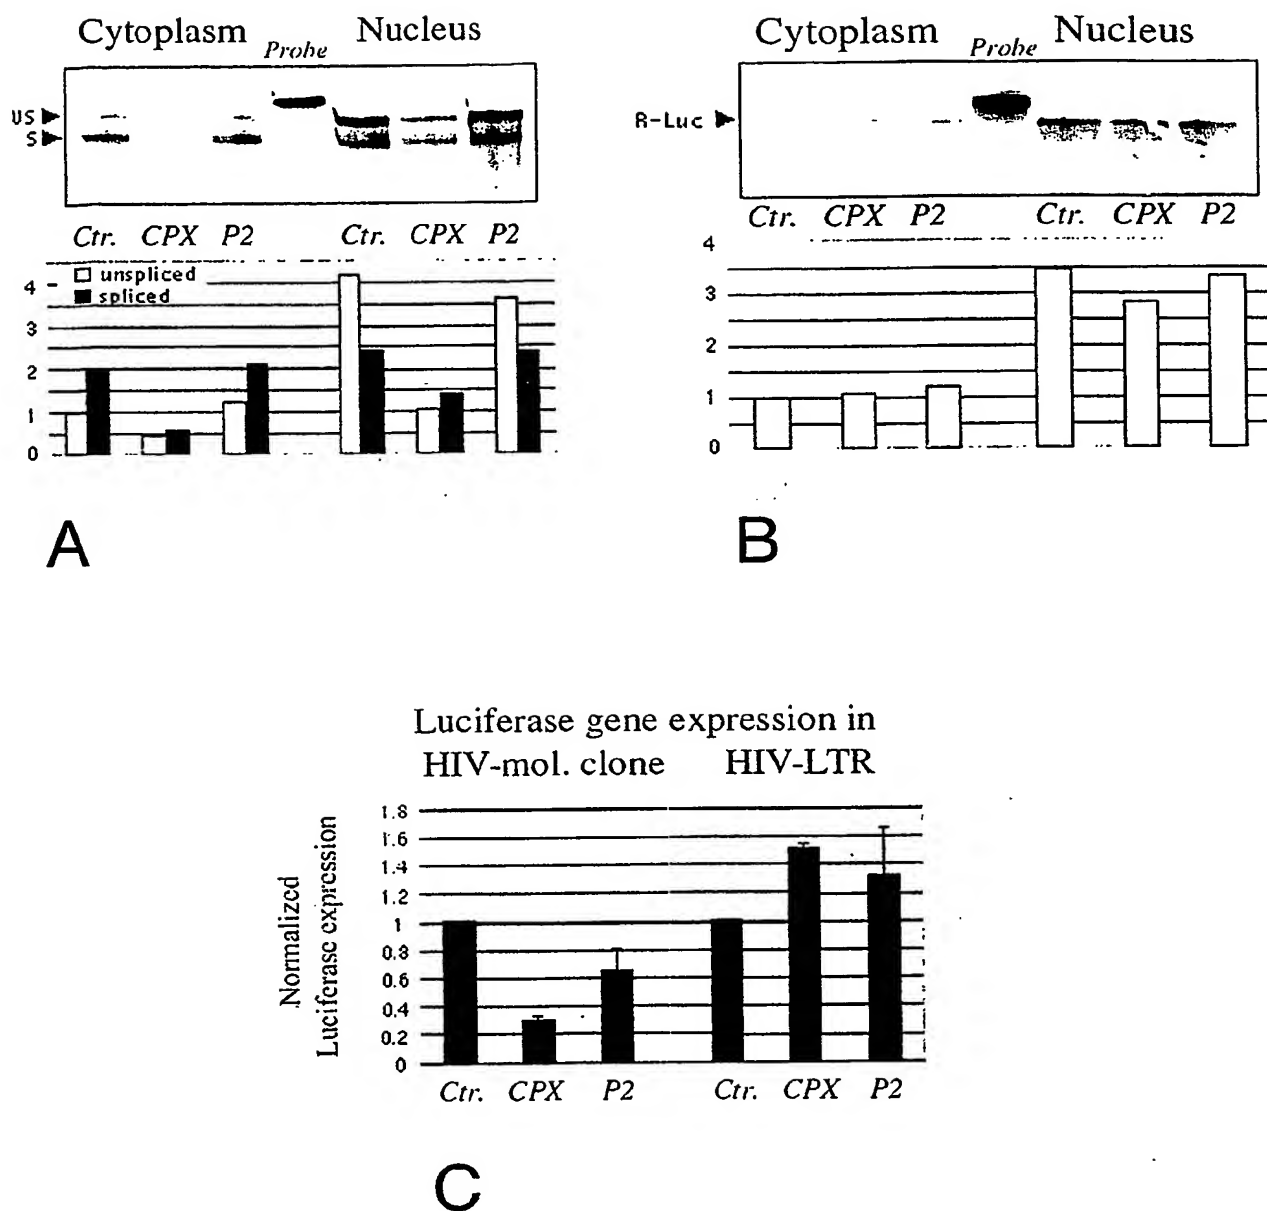 Cytoplasm Probe Nucleus
US
S
Ctr. CPX P2 Ctr. CPX P2
unspliced
spliced
4
3
2
1
0
A
Cytoplasm Probe Nucleus
R-Luc
Ctr. CPX P2 Ctr. CPX P2
4
3
2
1
0
B
Luciferase gene expression in
HIV-mol. clone HIV-LTR
Normalized
Luciferase expression
1.8
1.6
1.4
1.2
1
0.8
0.6
0.4
0.2
0
Ctr. CPX P2 Ctr. CPX P2
C